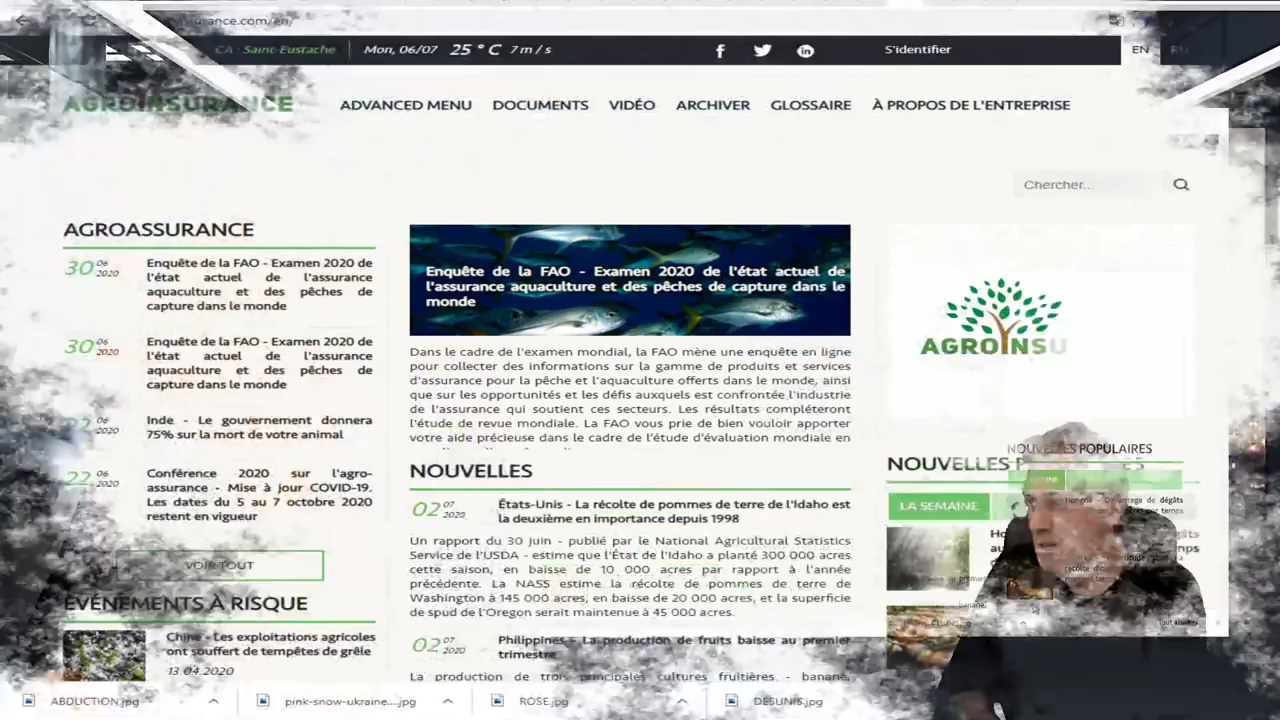 surance.com/en/
CA : Saint-Eustache
Mon, 06/07 25 ° C 7 m / s
S'identifier
EN
RU
AGROINSURANCE
ADVANCED MENU DOCUMENTS VIDÉO ARCHIVER GLOSSAIRE À PROPOS DE L'ENTREPRISE
Chercher...
AGROASSURANCE
30 06 2020
Enquête de la FAO - Examen 2020 de
l'état actuel de l'assurance
aquaculture et des pêches de
capture dans le monde
30 06 2020
Enquête de la FAO - Examen 2020 de
l'état actuel de l'assurance
aquaculture et des pêches de
capture dans le monde
06 2020
Inde - Le gouvernement donnera
75% sur la mort de votre animal
22 06 2020
Conférence 2020 sur l'agro-
assurance - Mise à jour COVID-19.
Les dates du 5 au 7 octobre 2020
restent en vigueur
VOIR TOUT
ÉVÉNEMENTS À RISQUE
Chine - Les exploitations agricoles
ont souffert de tempêtes de grêle
13.04.2020
Enquête de la FAO - Examen 2020 de l'état actuel de
l'assurance aquaculture et des pêches de capture dans le
monde
Dans le cadre de l'examen mondial, la FAO mène une enquête en ligne
pour collecter des informations sur la gamme de produits et services
d'assurance pour la pêche et l'aquaculture offerts dans le monde, ainsi
que sur les opportunités et les défis auxquels est confrontée l'industrie
de l'assurance qui soutient ces secteurs. Les résultats compléteront
l'étude de revue mondiale. La FAO vous prie de bien vouloir apporter
votre aide précieuse dans le cadre de l'étude d'évaluation mondiale en
NOUVELLES
02 07 2020
États-Unis - La récolte de pommes de terre de l'Idaho est
la deuxième en importance depuis 1998
Un rapport du 30 juin - publié par le National Agricultural Statistics
Service de l'USDA - estime que l'État de l'Idaho a planté 300 000 acres
cette saison, en baisse de 10 000 acres par rapport à l'année
précédente. La NASS estime la récolte de pommes de terre de
Washington à 145 000 acres, en baisse de 20 000 acres, et la superficie
de spud de l'Oregon serait maintenue à 45 000 acres.
02 07 2020
Philippines - La production de fruits baisse au premier
trimestre
La production de trois principales cultures fruitières - banane,
AGROINSU
NOUVELLES POPULAIRES
NOUVELLES
LA SEMAINE
dégâts
temps
banane,
Tout afficher
ABDUCTION.jpg
pink-snow-ukraine....jpg
ROSE.jpg
DESUNIS.jpg